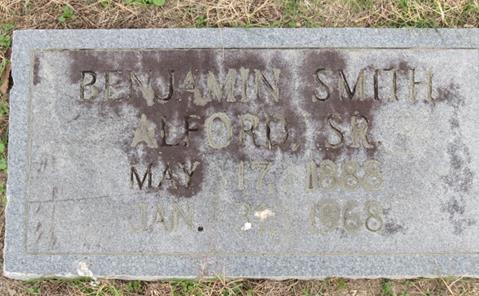 BENJAMIN SMITH
ALFORD, SR.
MAY 17, 1888
JAN. 1968